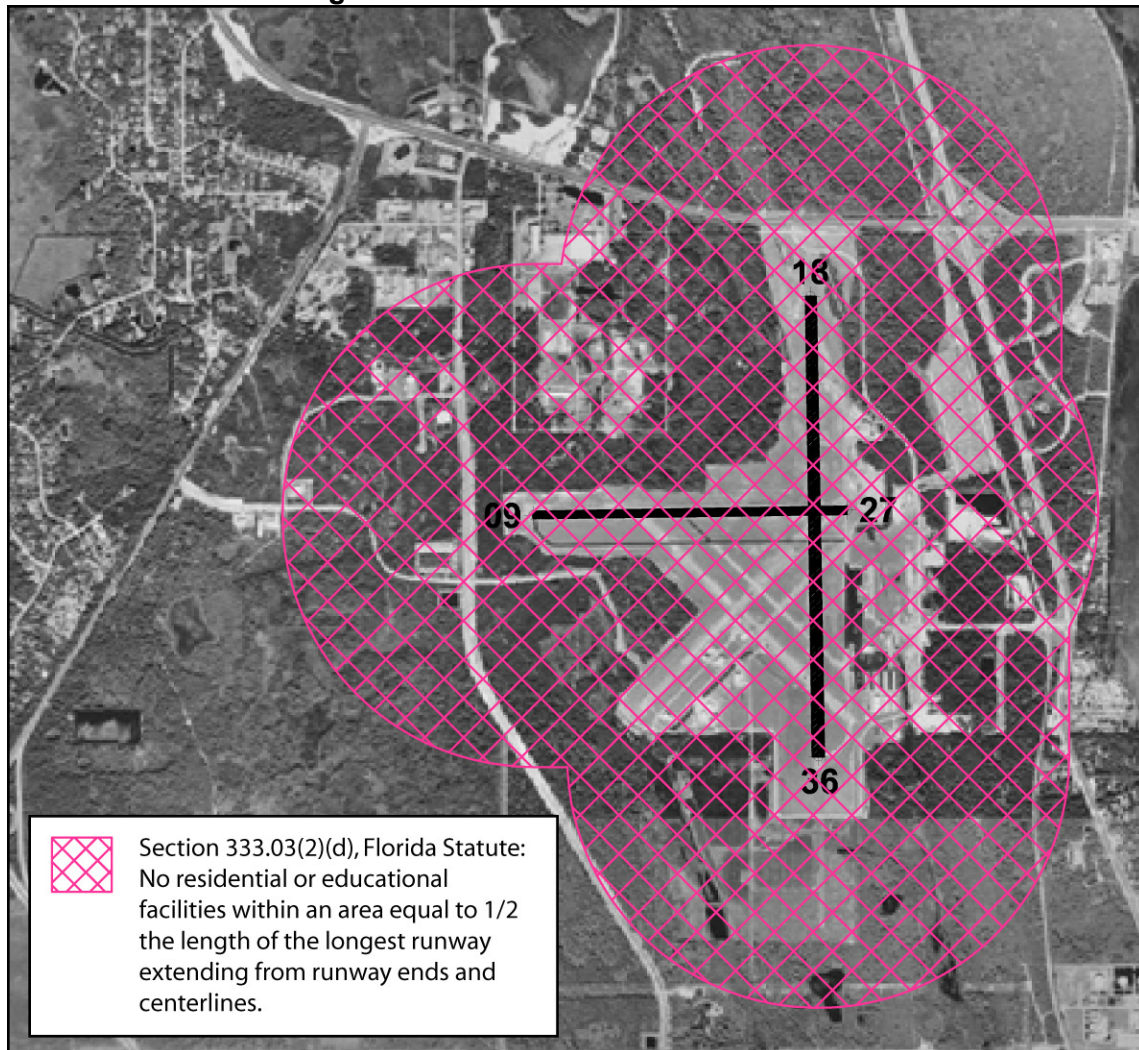 18
09
27
36
Section 333.03(2)(d), Florida Statute:
No residential or educational
facilities within an area equal to 1/2
the length of the longest runway
extending from runway ends and
centerlines.